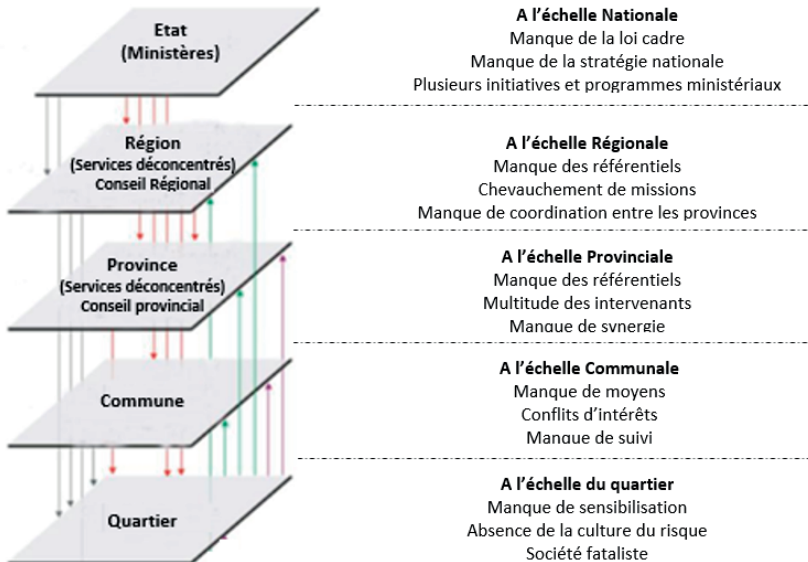 Etat
(Ministères)
A l’échelle Nationale
Manque de la loi cadre
Manque de la stratégie nationale
Plusieurs initiatives et programmes ministériaux
Région
(Services déconcentrés)
Conseil Régional
A l’échelle Régionale
Manque des référentiels
Chevauchement de missions
Manque de coordination entre les provinces
Province
(Services déconcentrés)
Conseil provincial
A l’échelle Provinciale
Manque des référentiels
Multitude des intervenants
Manque de synergie
Commune
A l’échelle Communale
Manque de moyens
Conflits d’intérêts
Manque de suivi
Quartier
A l’échelle du quartier
Manque de sensibilisation
Absence de la culture du risque
Société fataliste